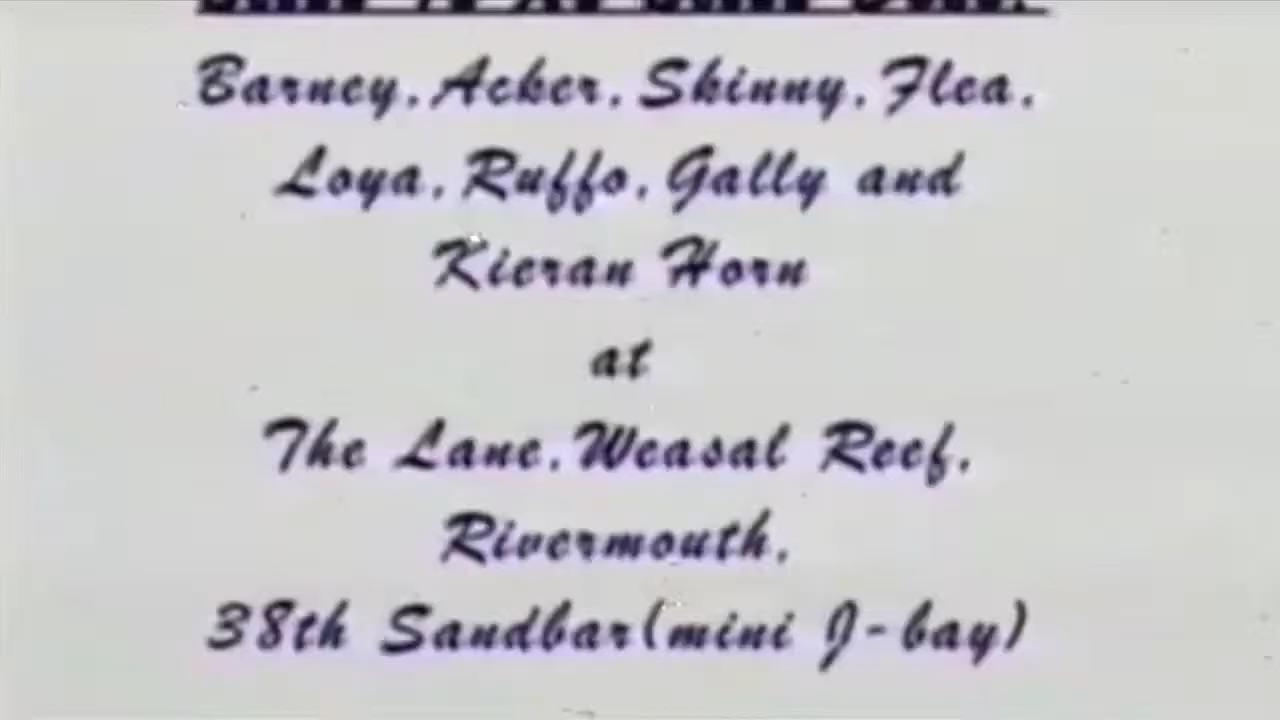 Barney, Acker, Skinny, Flea,
Loya, Ruffo, Gally and
Kieran Horn
at
The Lane, Weasal Reef,
Rivermouth,
38th Sandbar(mini J-bay)